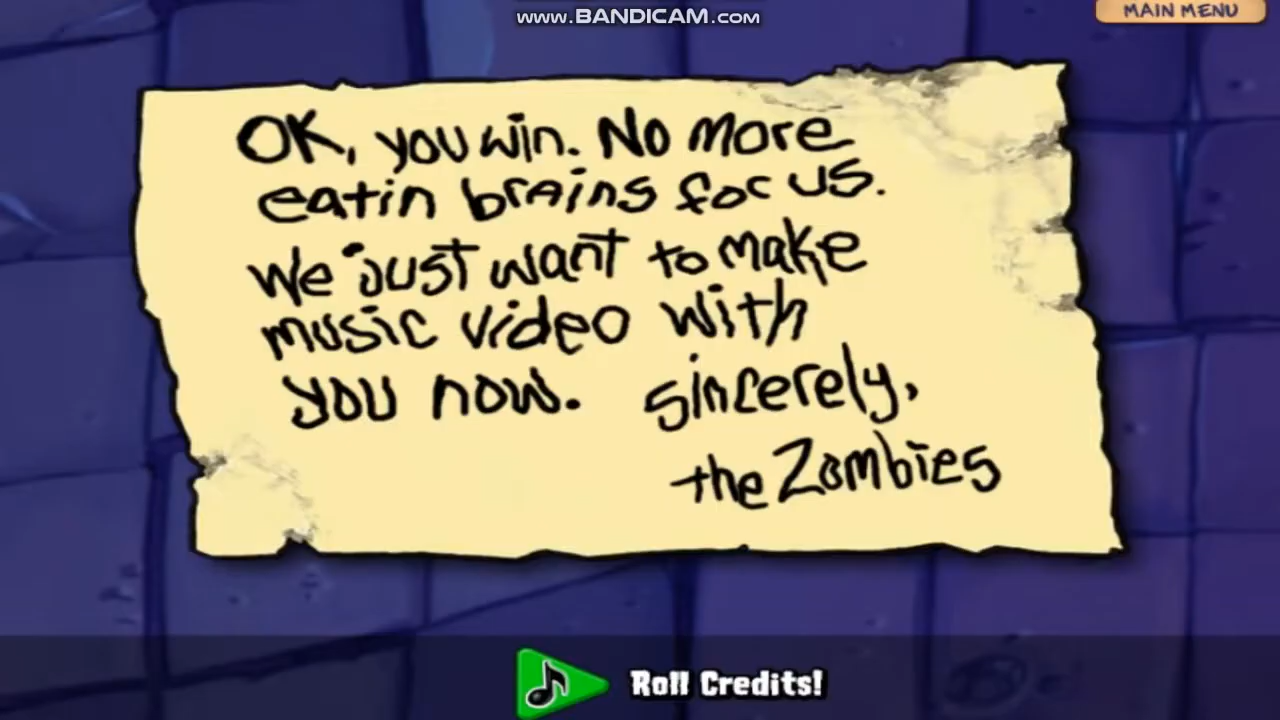 www.BANDICAM.com
MAIN MENU
OK, you win. No more
eatin brains for us.
We just want to make
music video with
you now. sincerely,
the Zombies
Roll Credits!